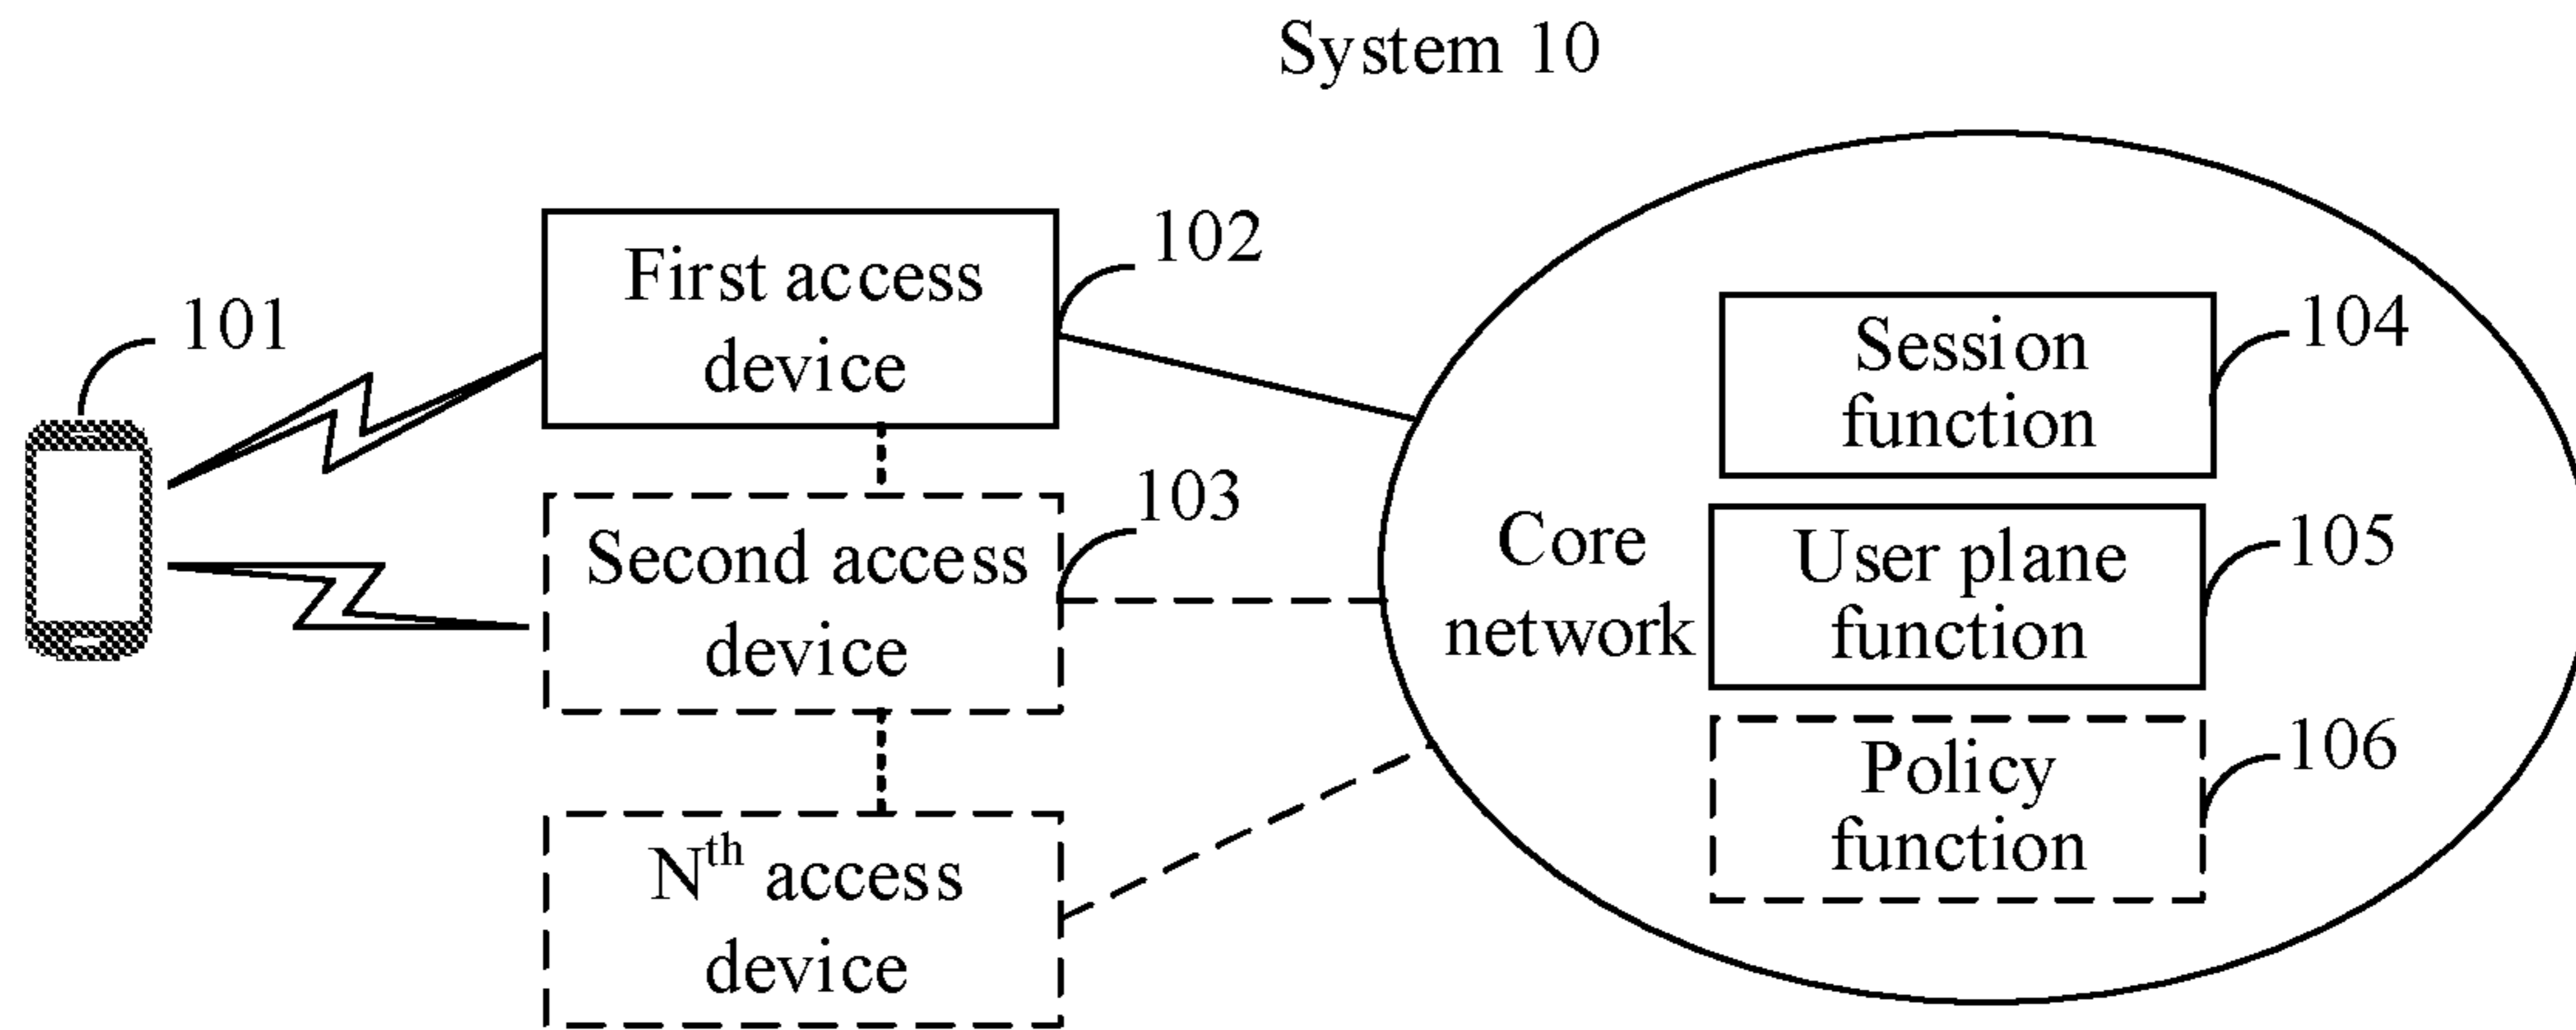 System 10
101
First access
device
102
Second access
device
103
Nth access
device
Core
network
Session
function
104
User plane
function
105
Policy
function
106